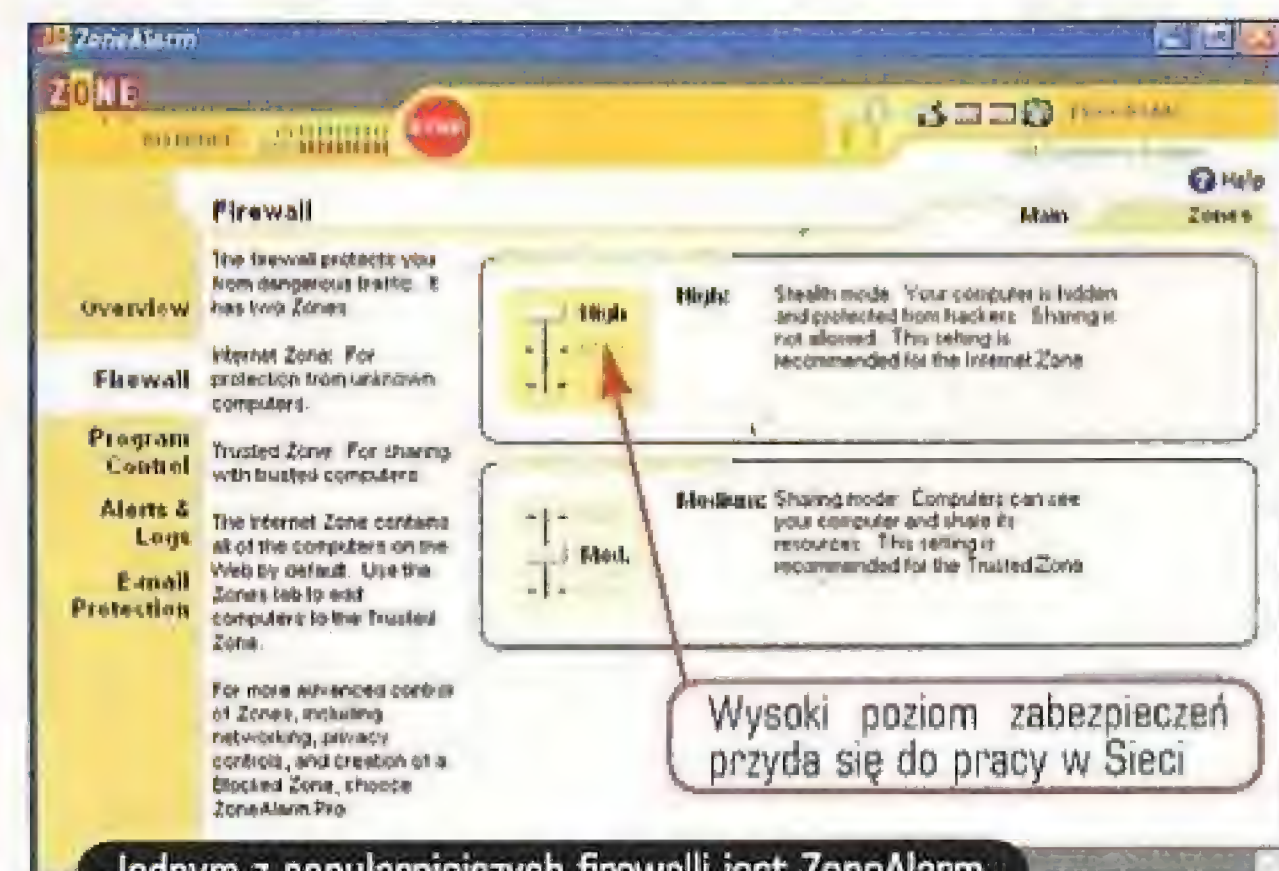 ZoneAlarm
ZONE
STOP
Help
Firewall
Main
Zones
The firewall protects you
from dangerous traffic. It
has two Zones.
Internet Zone: For
protection from unknown
computers.
Trusted Zone: For sharing
with trusted computers.
The Internet Zone contains
all of the computers on the
Web by default. Use the
Zones tab to add
computers to the Trusted
Zone.
For more advanced control
of Zones, including
networking, privacy
controls, and creation of a
Blocked Zone, choose
ZoneAlarm Pro
Overview
Firewall
Program
Control
Alerts &
Logs
E-mail
Protection
High
High:
Stealth mode. Your computer is hidden
and protected from hackers. Sharing is
not allowed. This setting is
recommended for the Internet Zone
Med.
Medium:
Sharing mode. Computers can see
your computer and share its
resources. This setting is
recommended for the Trusted Zone
Wysoki poziom zabezpieczeń
przyda się do pracy w Sieci
Jednym z popularniejszych firewalli jest ZoneAlarm